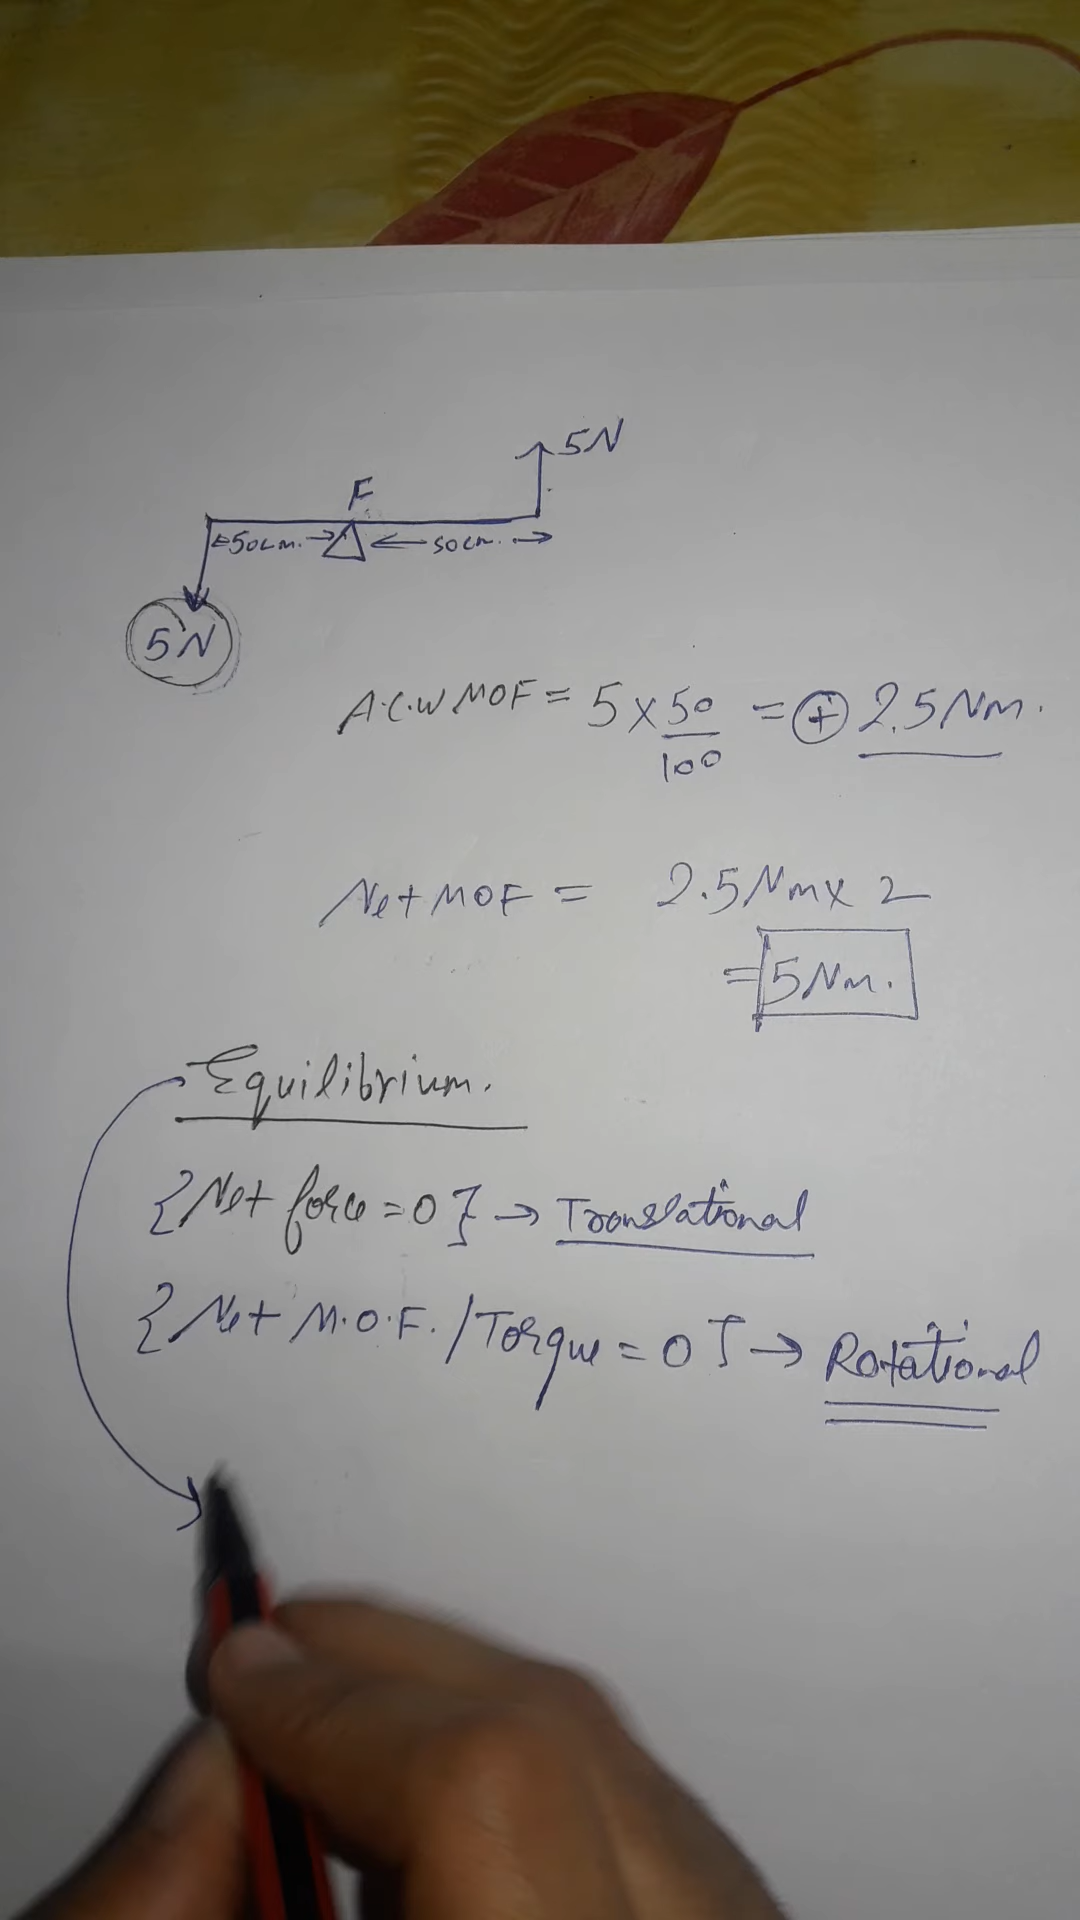 5N
F
50cm.
50cm.
5N
A.C.W MOF = 5 x 50/100 = + 2.5 Nm.
Net MOF = 2.5 Nm x 2
= 5 Nm.
Equilibrium.
{Net force = 0} → Translational
{Net M.O.F. / Torque = 0} → Rotational